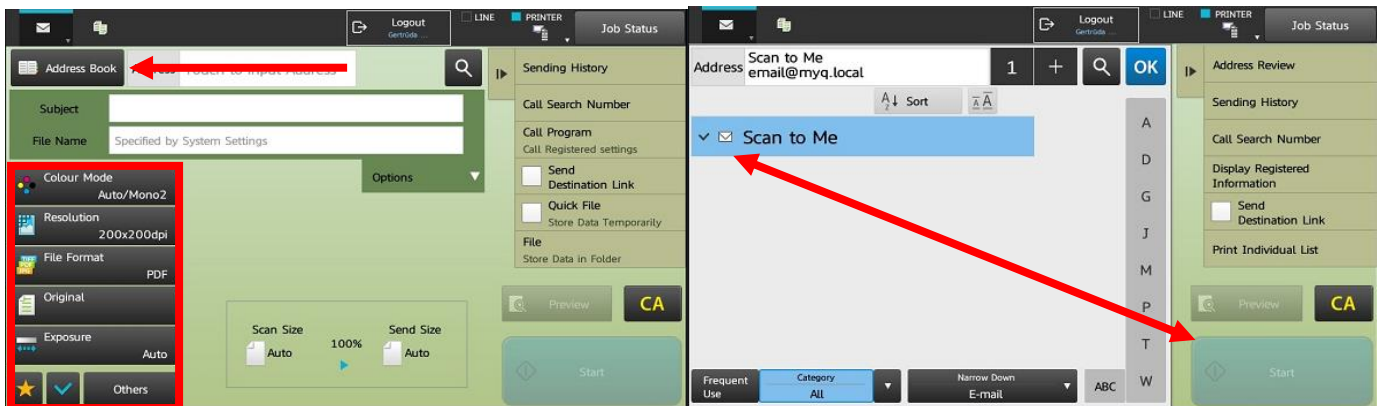 Logout
Gertrūda ...
LINE
PRINTER
Job Status
Address Book
Address Touch to Input Address
Sending History
Subject
Call Search Number
File Name
Specified by System Settings
Call Program
Call Registered settings
Colour Mode
Auto/Mono2
Options
Send
Destination Link
Resolution
200x200dpi
Quick File
Store Data Temporarily
File Format
PDF
File
Store Data in Folder
Original
Preview
CA
Exposure
Auto
Scan Size
Auto
100%
Send Size
Auto
Others
Start
Logout
Gertrūda ...
LINE
PRINTER
Job Status
Address
Scan to Me
email@myq.local
1
+
OK
Address Review
Sort
A A
Sending History
Scan to Me
Call Search Number
Display Registered
Information
Send
Destination Link
Print Individual List
A
D
G
J
M
P
T
W
Preview
CA
Start
Frequent
Use
Category
All
Narrow Down
E-mail
ABC